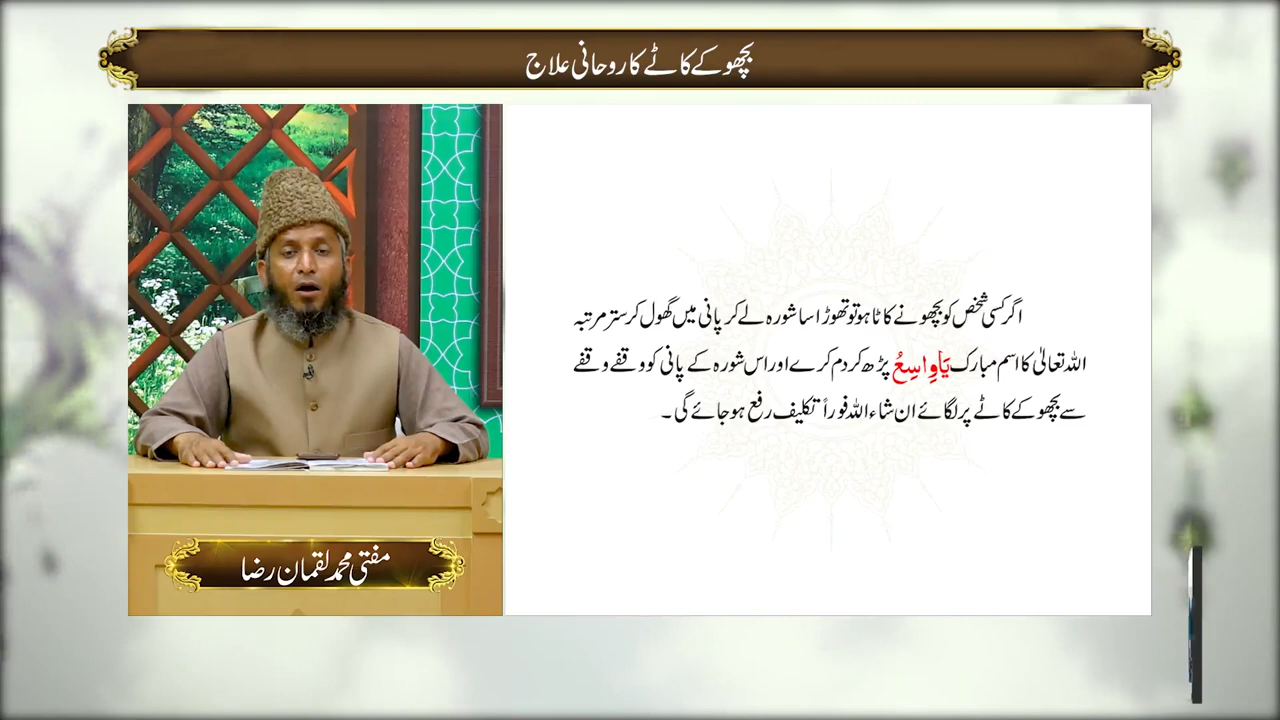 بچھو کے کاٹے کا روحانی علاج
اگر کسی شخص کو بچھو نے کاٹا ہو تو تھوڑا سا شورہ لے کر پانی میں گھول کر ستر مرتبہ
اللہ تعالیٰ کا اسم مبارک یَاوَاسِعُ پڑھ کر دم کرے اور اس شورہ کے پانی کو وقفے وقفے
سے بچھو کے کاٹے پر لگائے ان شاء اللہ فوراً تکلیف رفع ہو جائے گی ۔
مفتی محمد لقمان رضا